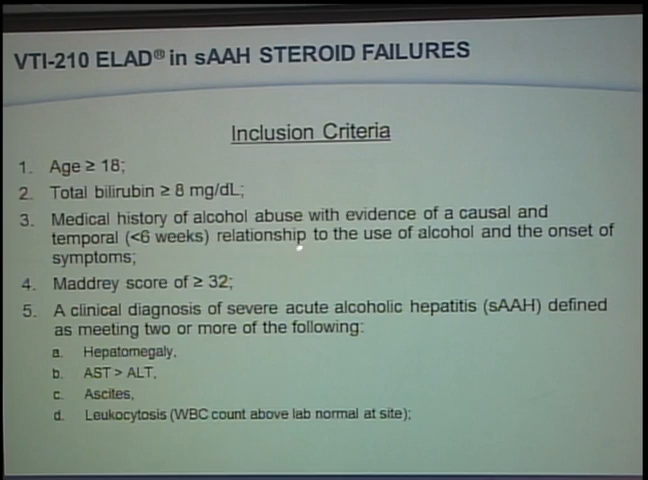 VTI-210 ELAD® in sAAH STEROID FAILURES
Inclusion Criteria
1. Age ≥ 18;
2. Total bilirubin ≥ 8 mg/dL;
3. Medical history of alcohol abuse with evidence of a causal and
temporal (<6 weeks) relationship to the use of alcohol and the onset of
symptoms;
4. Maddrey score of ≥ 32;
5. A clinical diagnosis of severe acute alcoholic hepatitis (sAAH) defined
as meeting two or more of the following:
a. Hepatomegaly,
b. AST > ALT,
c. Ascites,
d. Leukocytosis (WBC count above lab normal at site);